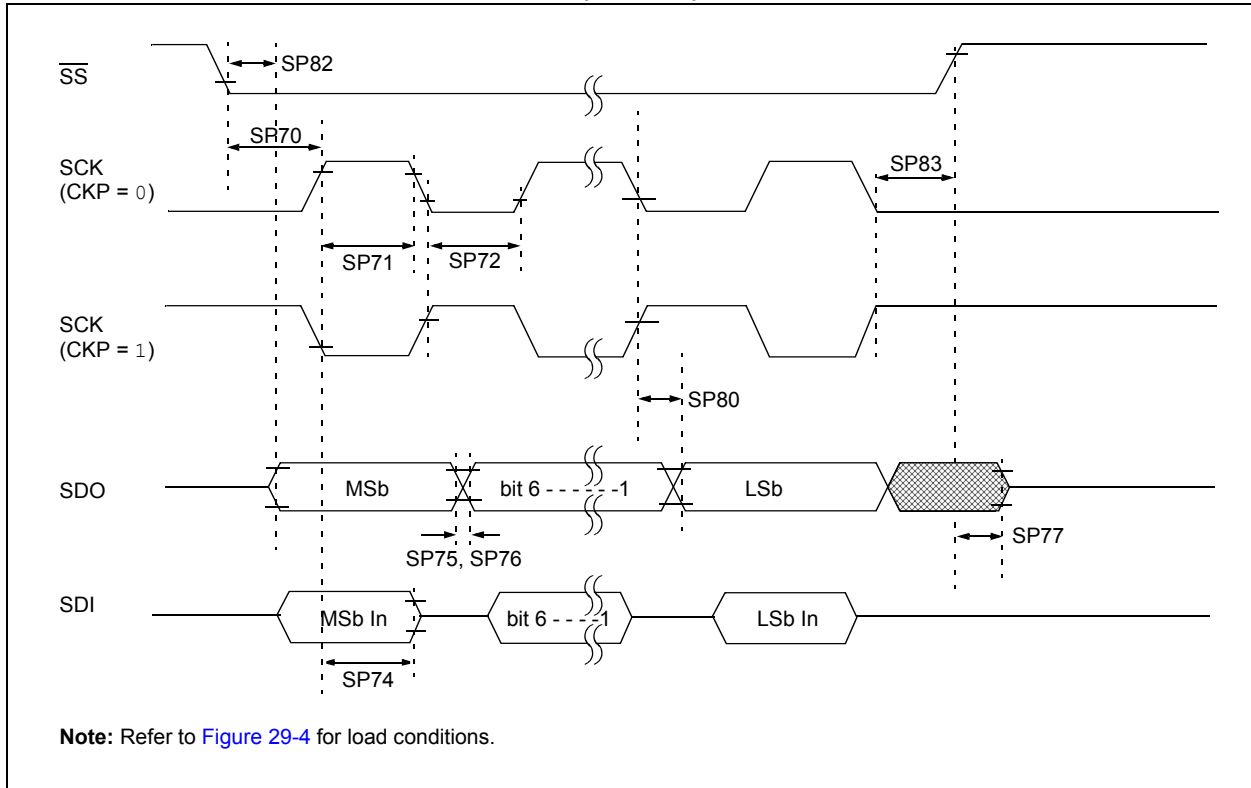 SS
SP82
SP70
SCK
(CKP = 0)
SP83
SP71
SP72
SCK
(CKP = 1)
SP80
SDO
MSb
bit 6 - - - - - -1
LSb
SP77
SP75, SP76
SDI
MSb In
bit 6 - - - -1
LSb In
SP74
Note: Refer to Figure 29-4 for load conditions.